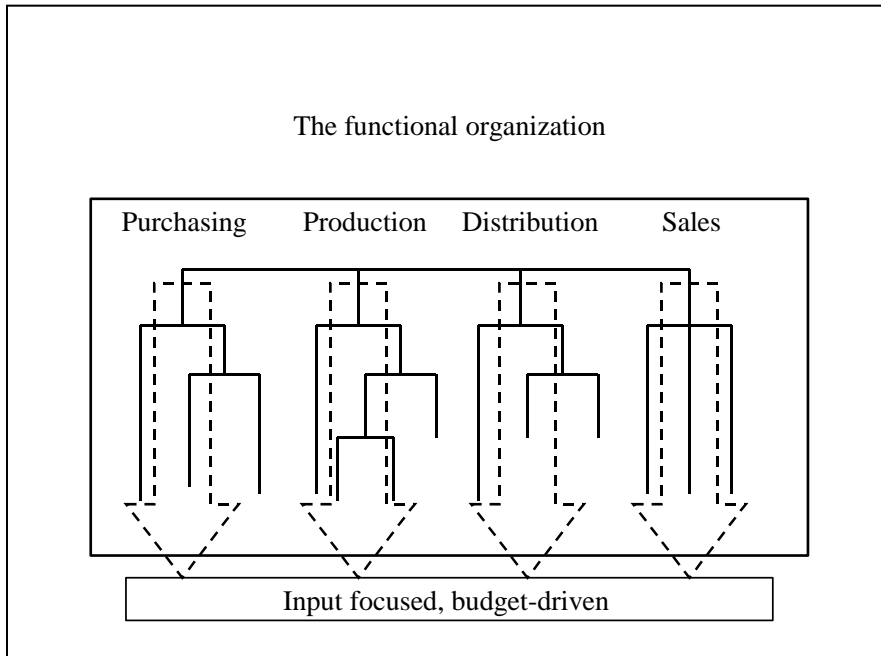 The functional organization
Purchasing Production Distribution Sales
Input focused, budget-driven